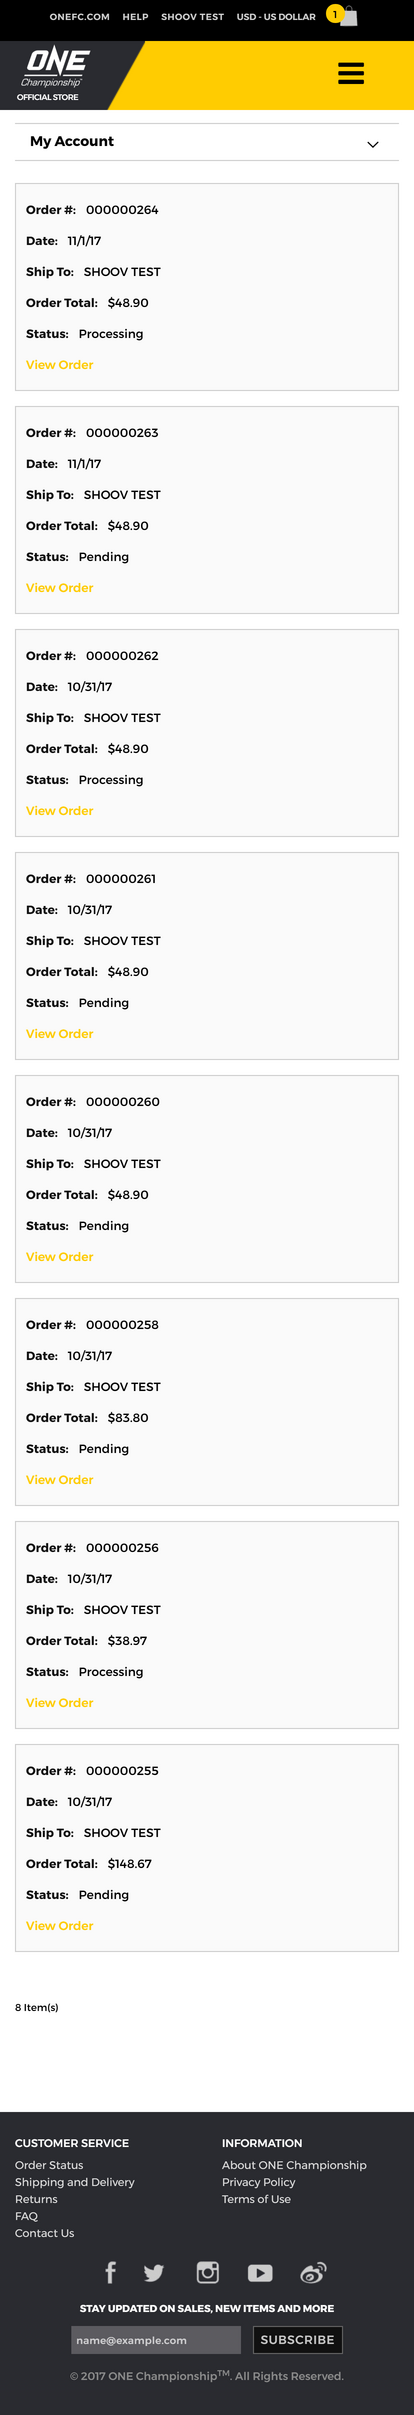 ONEFC.COM HELP SHOOV TEST USD - US DOLLAR 1
ONE
Championship™
OFFICIAL STORE
My Account
Order #: 000000264
Date: 11/1/17
Ship To: SHOOV TEST
Order Total: $48.90
Status: Processing
View Order
Order #: 000000263
Date: 11/1/17
Ship To: SHOOV TEST
Order Total: $48.90
Status: Pending
View Order
Order #: 000000262
Date: 10/31/17
Ship To: SHOOV TEST
Order Total: $48.90
Status: Processing
View Order
Order #: 000000261
Date: 10/31/17
Ship To: SHOOV TEST
Order Total: $48.90
Status: Pending
View Order
Order #: 000000260
Date: 10/31/17
Ship To: SHOOV TEST
Order Total: $48.90
Status: Pending
View Order
Order #: 000000258
Date: 10/31/17
Ship To: SHOOV TEST
Order Total: $83.80
Status: Pending
View Order
Order #: 000000256
Date: 10/31/17
Ship To: SHOOV TEST
Order Total: $38.97
Status: Processing
View Order
Order #: 000000255
Date: 10/31/17
Ship To: SHOOV TEST
Order Total: $148.67
Status: Pending
View Order
8 Item(s)
CUSTOMER SERVICE
Order Status
Shipping and Delivery
Returns
FAQ
Contact Us
INFORMATION
About ONE Championship
Privacy Policy
Terms of Use
STAY UPDATED ON SALES, NEW ITEMS AND MORE
name@example.com SUBSCRIBE
© 2017 ONE Championship™. All Rights Reserved.